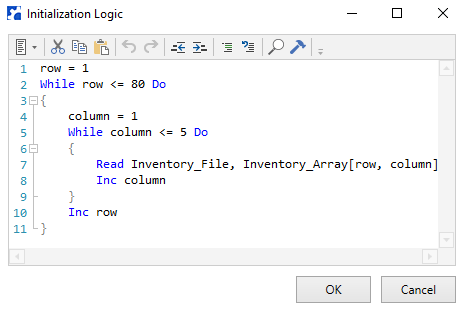 Initialization Logic
1 row = 1
2 While row <= 80 Do
3 {
4 column = 1
5 While column <= 5 Do
6 {
7 Read Inventory_File, Inventory_Array[row, column]
8 Inc column
9 }
10 Inc row
11 }
OK Cancel